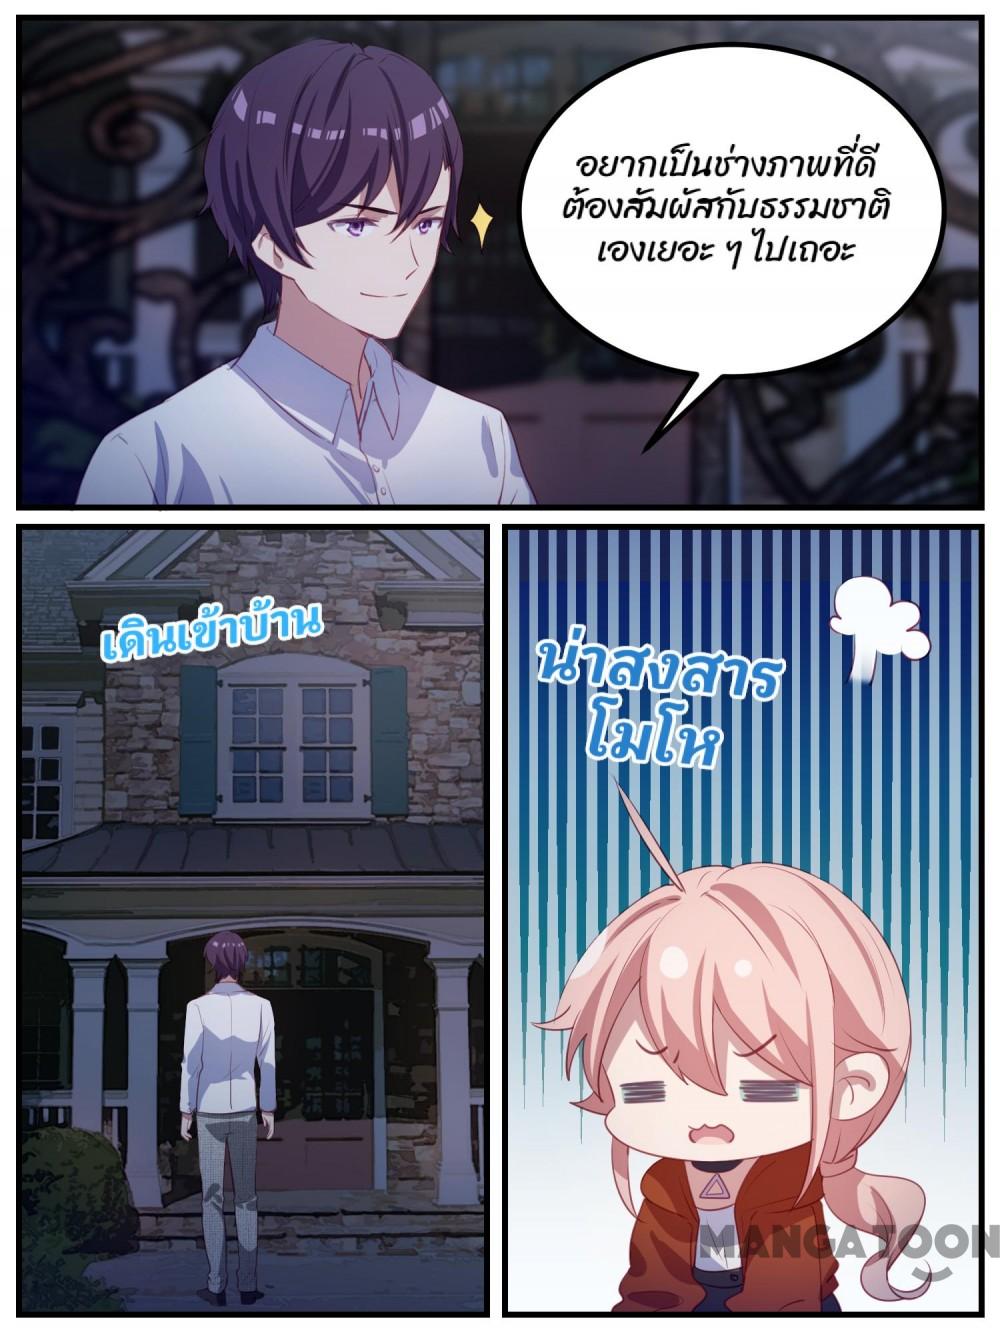 อยากเป็นช่างภาพที่ดี
ต้องสัมผัสกับธรรมชาติ
เองเยอะ ๆ ไปเถอะ
เดินเข้าบ้าน
น่าสงสาร
โมโห
MANGATOON